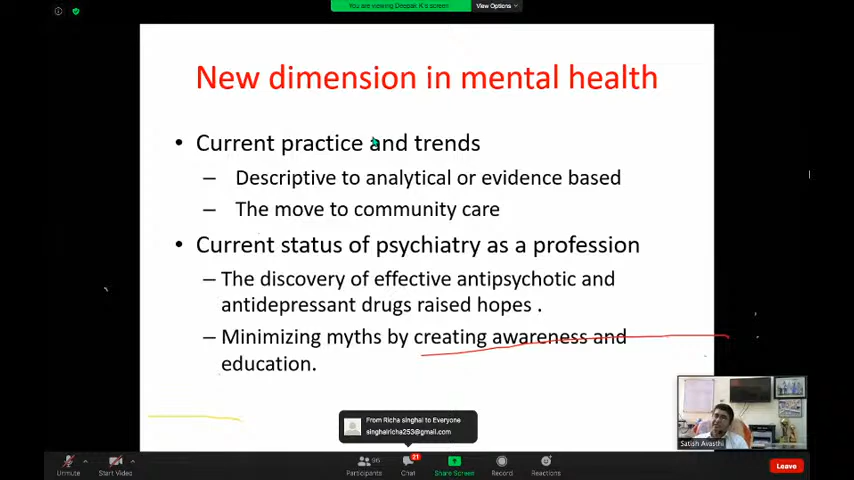 You are viewing Deepak K's screen
View Options
New dimension in mental health
• Current practice and trends
– Descriptive to analytical or evidence based
– The move to community care
• Current status of psychiatry as a profession
– The discovery of effective antipsychotic and
antidepressant drugs raised hopes .
– Minimizing myths by creating awareness and
education.
From Richa singhal to Everyone
singhalricha253@gmail.com
Satish Avasthi
Unmute
Start Video
96
Participants
21
Chat
Share Screen
Record
Reactions
Leave